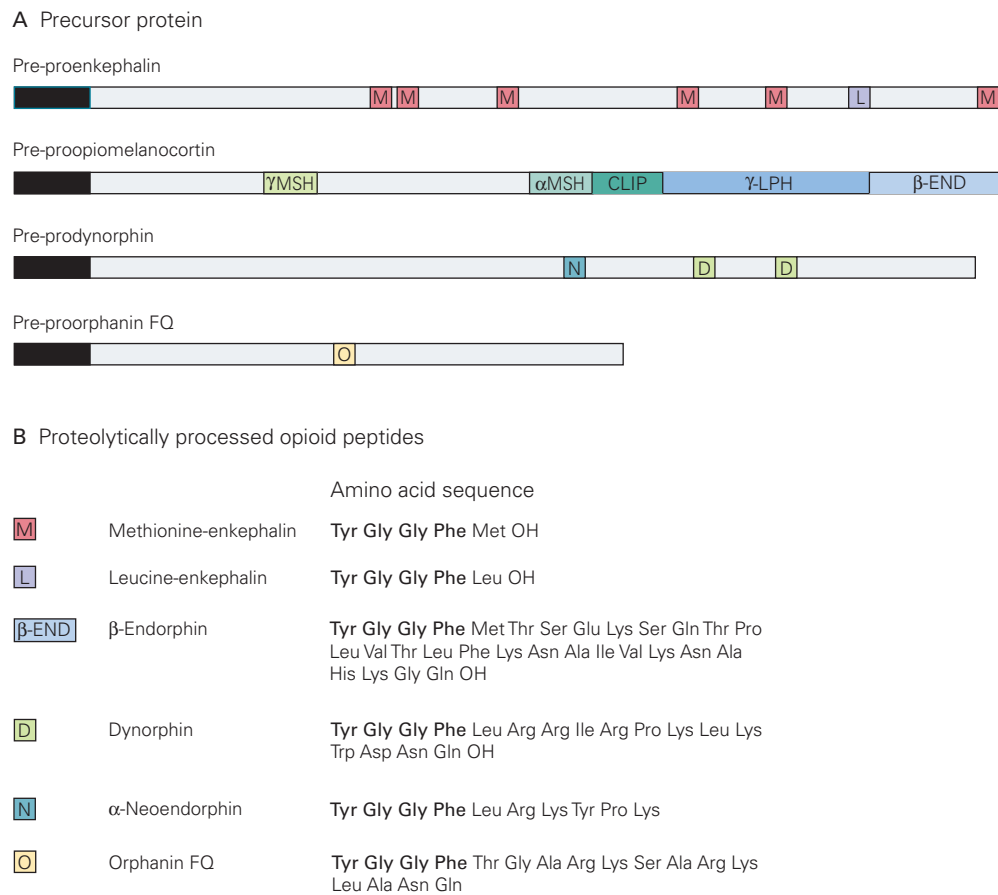 A Precursor protein
Pre-proenkephalin
M M M M M L M
Pre-proopiomelanocortin
γMSH αMSH CLIP γ-LPH β-END
Pre-prodynorphin
N D D
Pre-proorphanin FQ
O
B Proteolytically processed opioid peptides
Amino acid sequence
M Methionine-enkephalin Tyr Gly Gly Phe Met OH
L Leucine-enkephalin Tyr Gly Gly Phe Leu OH
β-END β-Endorphin Tyr Gly Gly Phe Met Thr Ser Glu Lys Ser Gln Thr Pro
Leu Val Thr Leu Phe Lys Asn Ala Ile Val Lys Asn Ala
His Lys Gly Gln OH
D Dynorphin Tyr Gly Gly Phe Leu Arg Arg Ile Arg Pro Lys Leu Lys
Trp Asp Asn Gln OH
N α-Neoendorphin Tyr Gly Gly Phe Leu Arg Lys Tyr Pro Lys
O Orphanin FQ Tyr Gly Gly Phe Thr Gly Ala Arg Lys Ser Ala Arg Lys
Leu Ala Asn Gln